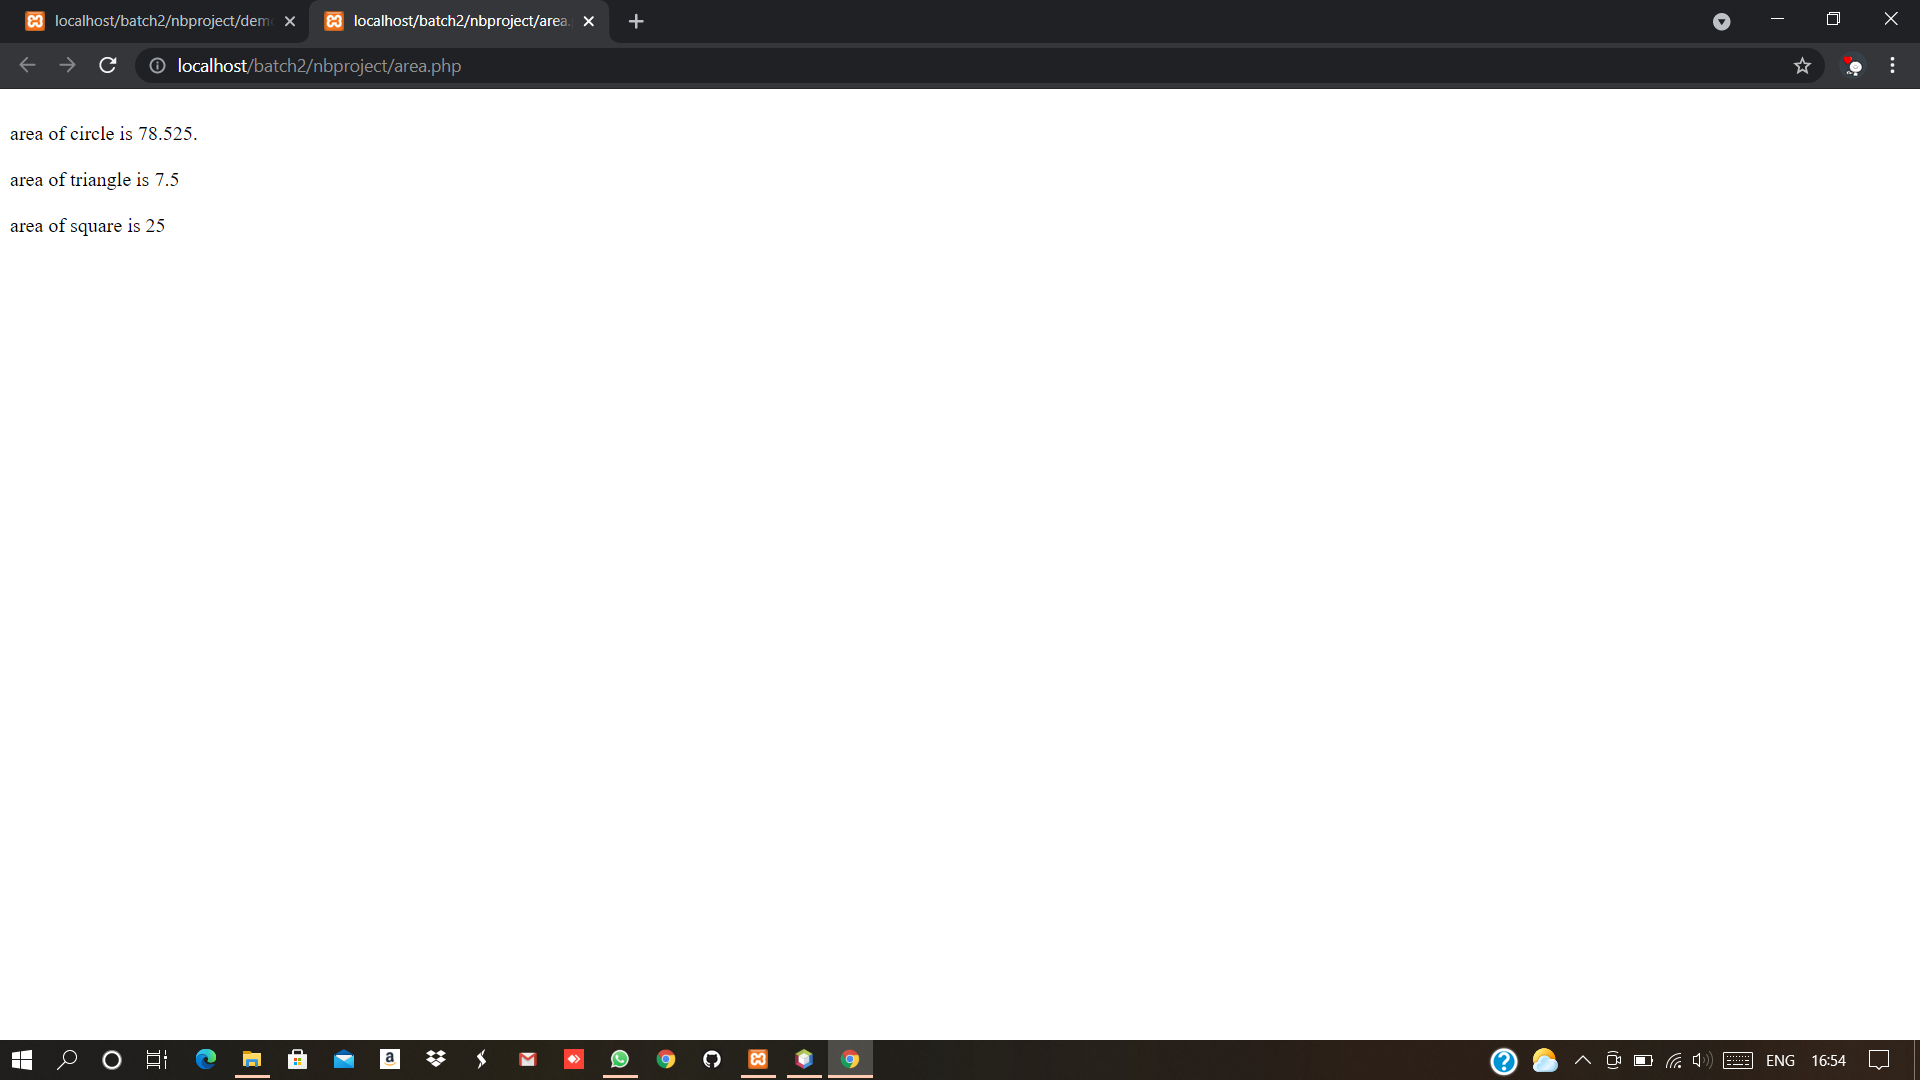 localhost/batch2/nbproject/dem
localhost/batch2/nbproject/area.
localhost/batch2/nbproject/area.php
area of circle is 78.525.
area of triangle is 7.5
area of square is 25
ENG
16:54